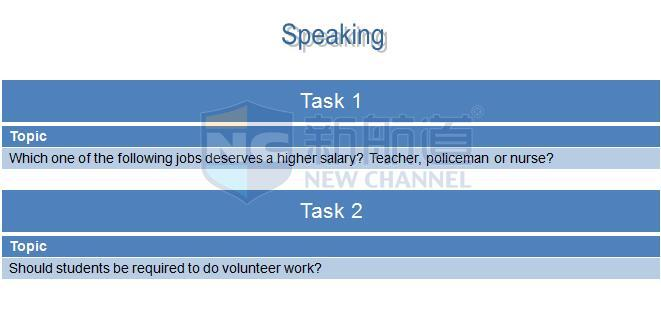 Speaking
Task 1
新航道®
Topic
Which one of the following jobs deserves a higher salary? Teacher, policeman or nurse?
NEW CHANNEL
Task 2
Topic
Should students be required to do volunteer work?